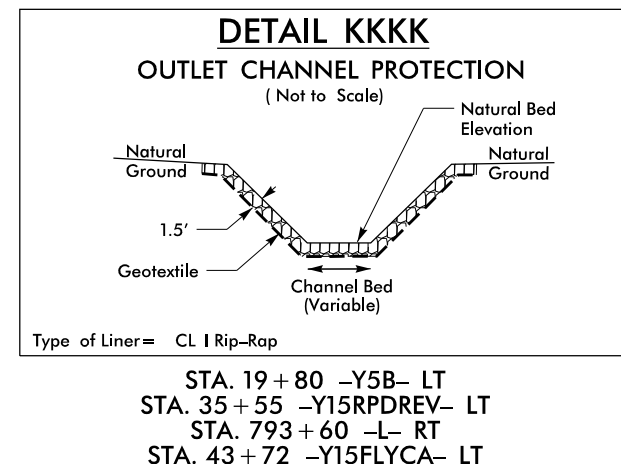 DETAIL KKKK
OUTLET CHANNEL PROTECTION
( Not to Scale)
Natural Bed
Elevation
Natural
Ground
Natural
Ground
1.5'
Geotextile
Channel Bed
(Variable)
Type of Liner= CL I Rip-Rap
STA. 19+80 -Y5B- LT
STA. 35+55 -Y15RPDREV- LT
STA. 793+60 -L- RT
STA. 43+72 -Y15FLYCA- LT